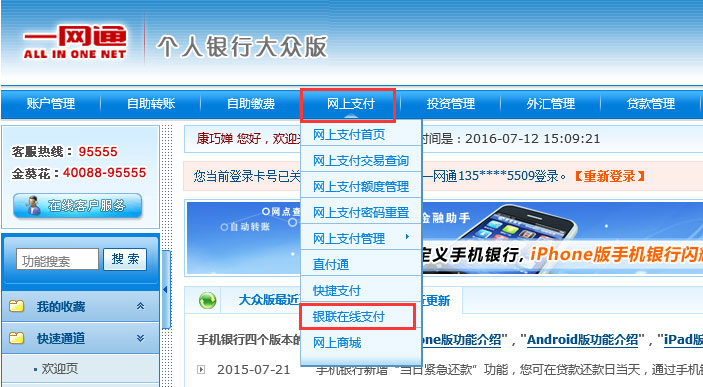 一网通
ALL IN ONE NET
个人银行大众版
账户管理
自助转账
自助缴费
网上支付
投资管理
外汇管理
贷款管理
客服热线：95555
金葵花：40088-95555
在线客户服务
功能搜索
搜 索
我的收藏
快速通道
欢迎页
康巧婵 您好，欢迎
时间是：2016-07-12 15:09:21
您当前登录卡号已关
一网通135****5509登录。【重新登录】
网上支付首页
网上支付交易查询
网上支付额度管理
网上支付密码重置
网上支付管理
直付通
快捷支付
银联在线支付
网上商城
网点查
自动转账
金融助手
定义手机银行，iPhone版手机银行闪耀
大众版最近
更新
手机银行四个版本的
one版功能介绍"，"Android版功能介绍"，"iPad版
2015-07-21
手机银行新增"当日紧急还款"功能，您可在贷款还款日当天，通过手机